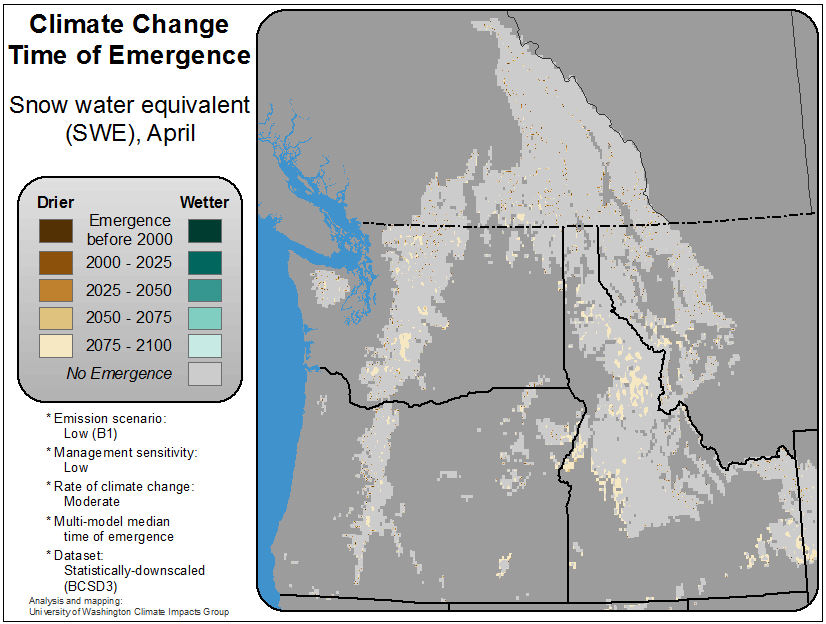 Climate Change
Time of Emergence
Snow water equivalent
(SWE), April
Drier
Wetter
Emergence
before 2000
2000 - 2025
2025 - 2050
2050 - 2075
2075 - 2100
No Emergence
* Emission scenario:
Low (B1)
* Management sensitivity:
Low
* Rate of climate change:
Moderate
* Multi-model median
time of emergence
* Dataset:
Statistically-downscaled
(BCSD3)
Analysis and mapping:
University of Washington Climate Impacts Group